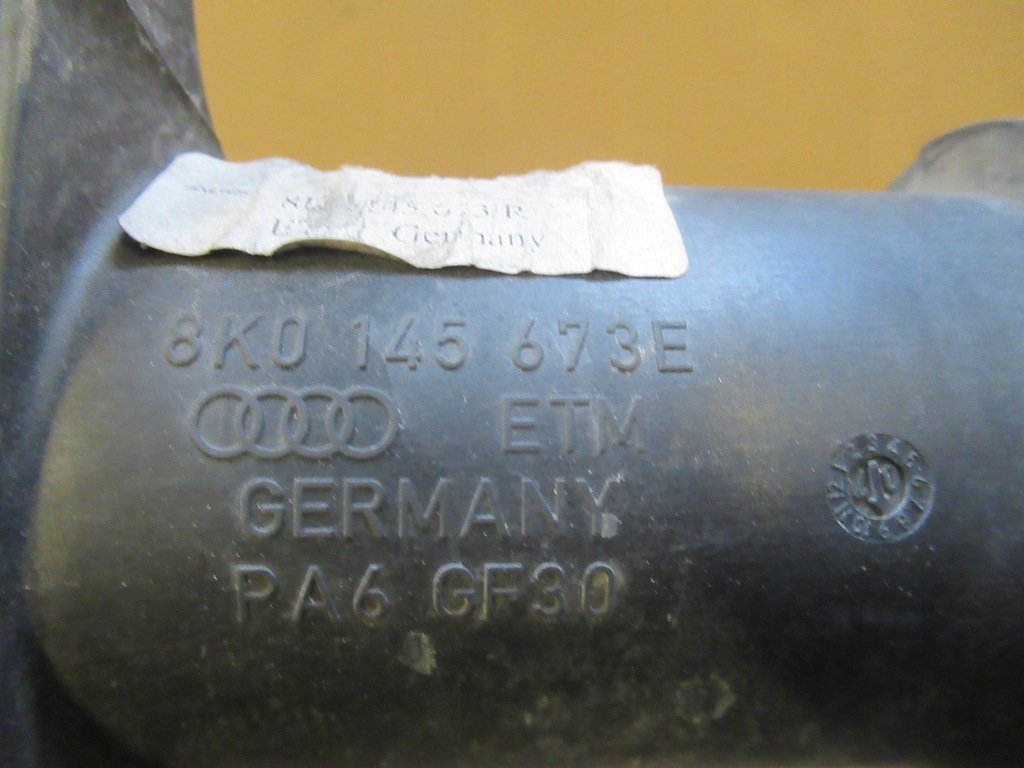 Germany
8K0 145 673E
ETM
GERMANY
PA6 GF30